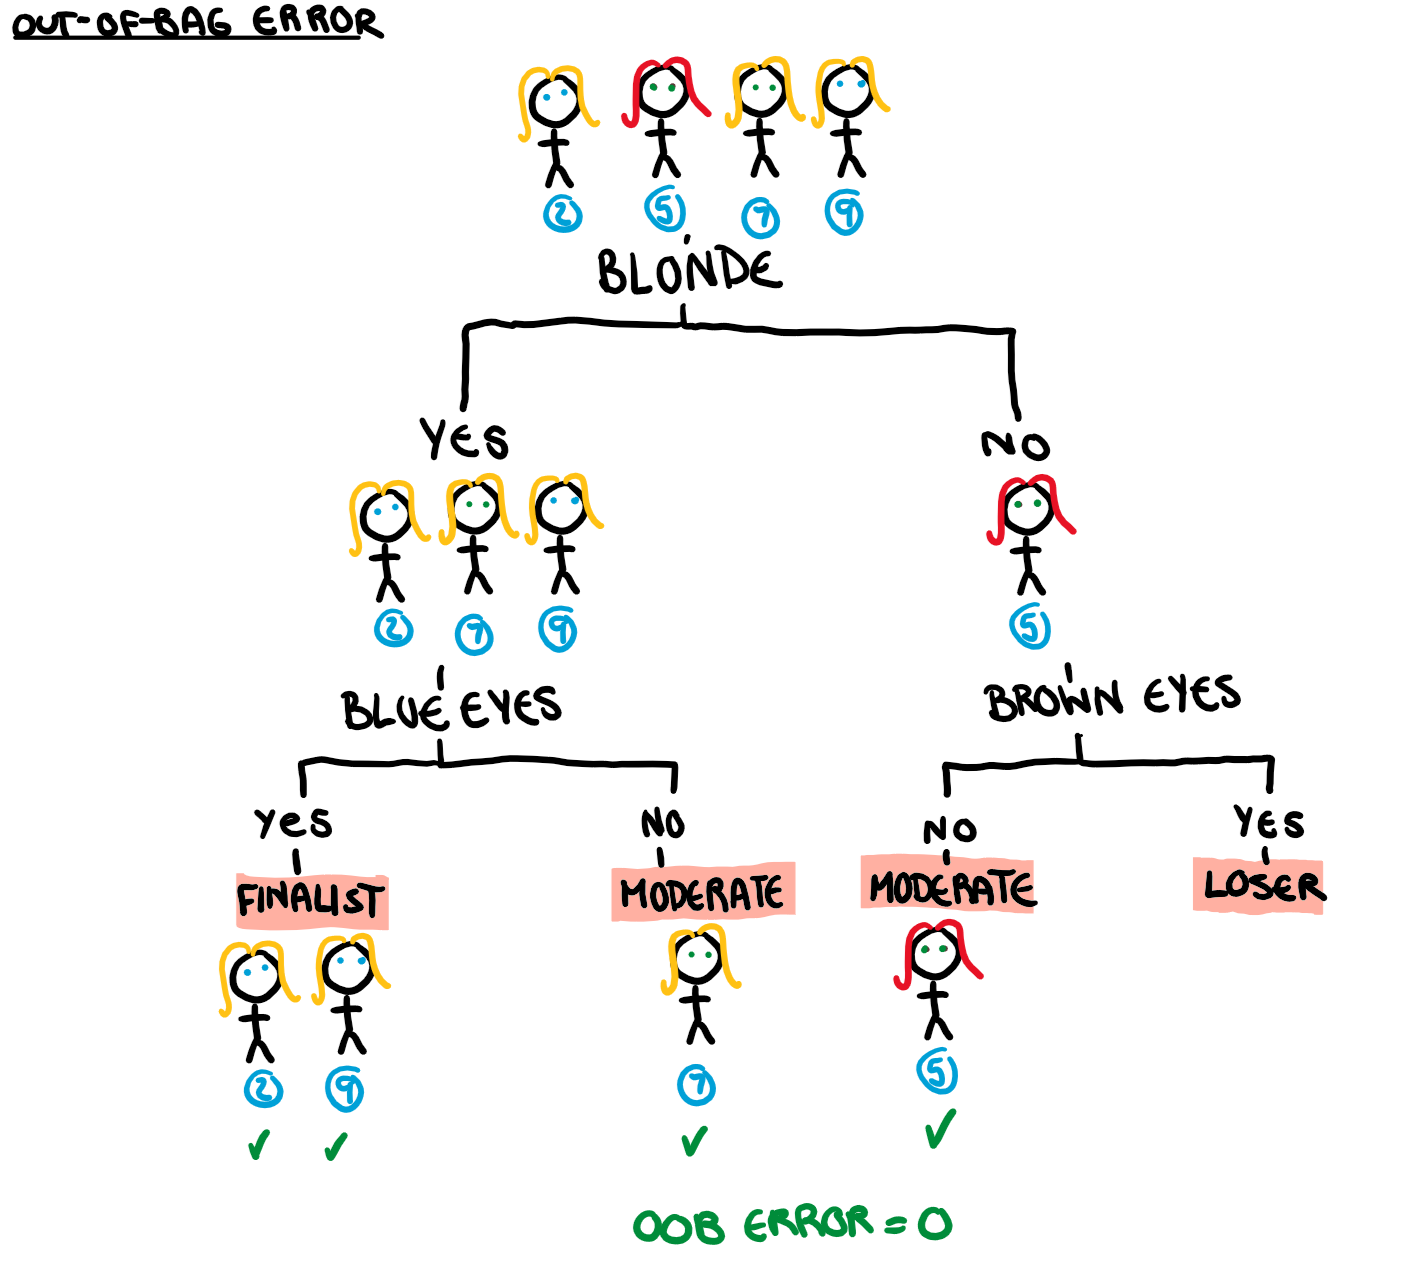 OUT-OF-BAG ERROR
2 5 7 9
BLONDE
YES NO
2 7 9 5
BLUE EYES BROWN EYES
YES NO NO YES
FINALIST MODERATE MODERATE LOSER
2 9 7 5
✓ ✓ ✓ ✓
OOB ERROR = 0